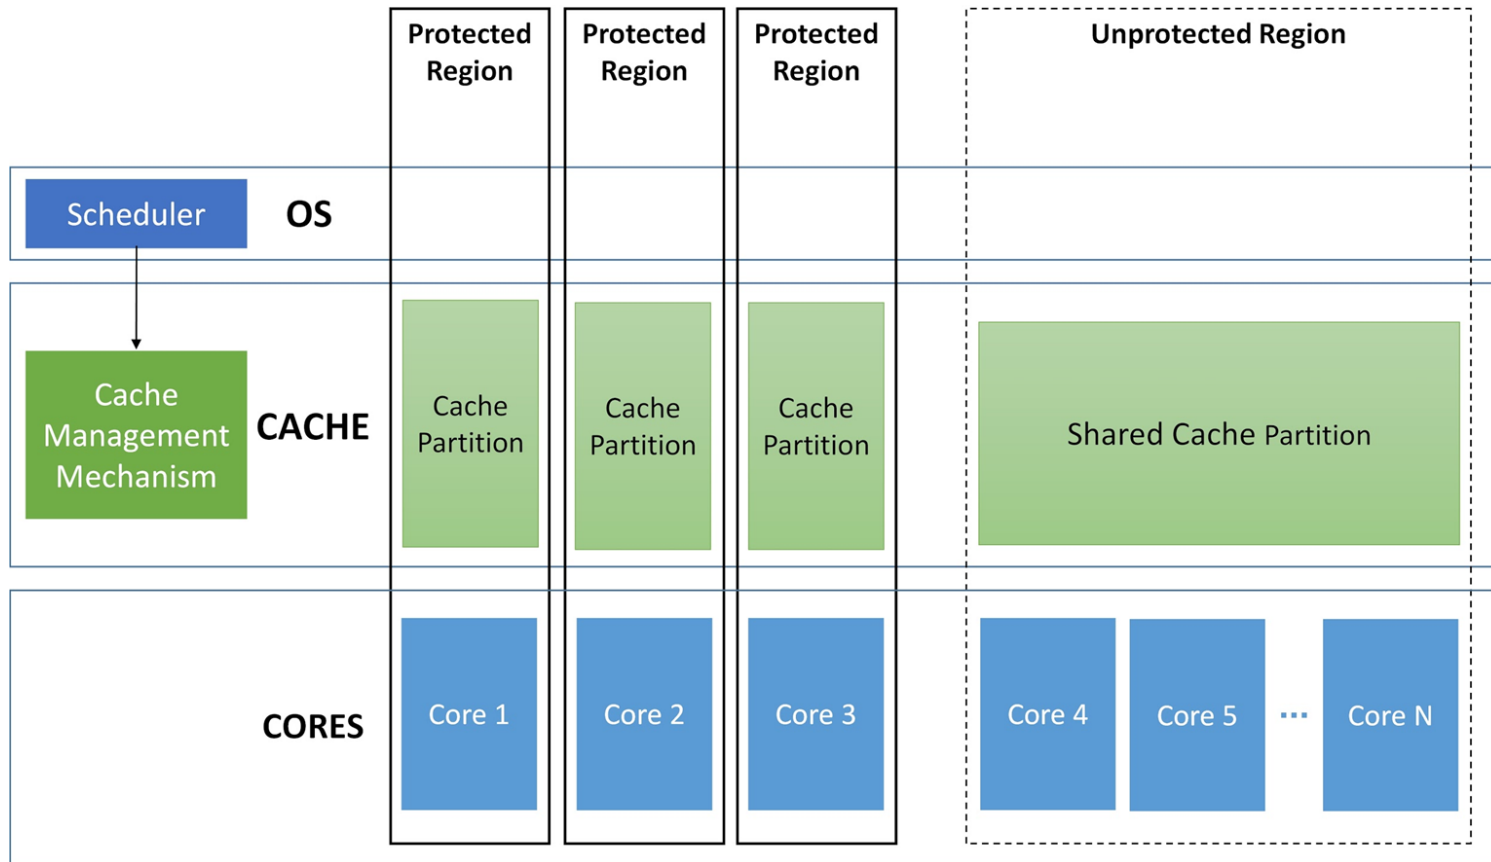 Protected
Region
Protected
Region
Protected
Region
Unprotected Region
Scheduler
OS
Cache
Management
Mechanism
CACHE
Cache
Partition
Cache
Partition
Cache
Partition
Shared Cache Partition
CORES
Core 1
Core 2
Core 3
Core 4
Core 5
...
Core N